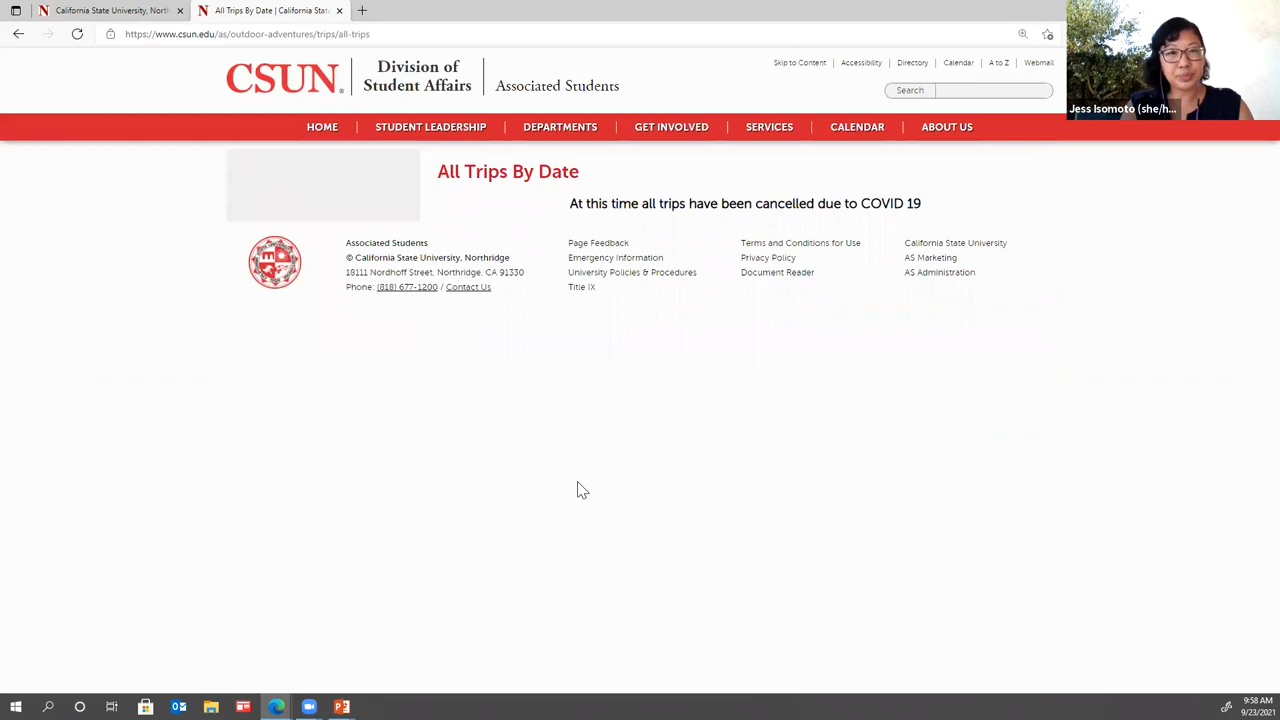 California State University, North
All Trips By Date | California Stat
https://www.csun.edu/as/outdoor-adventures/trips/all-trips
CSUN
Division of
Student Affairs
Associated Students
Skip to Content
Accessibility
Directory
Calendar
A to Z
Webmail
Search
Jess Isomoto (she/h...
HOME
STUDENT LEADERSHIP
DEPARTMENTS
GET INVOLVED
SERVICES
CALENDAR
ABOUT US
All Trips By Date
At this time all trips have been cancelled due to COVID 19
Associated Students
© California State University, Northridge
18111 Nordhoff Street, Northridge, CA 91330
Phone: (818) 677-1200 / Contact Us
Page Feedback
Emergency Information
University Policies & Procedures
Title IX
Terms and Conditions for Use
Privacy Policy
Document Reader
California State University
AS Marketing
AS Administration
9:58 AM
9/23/2021